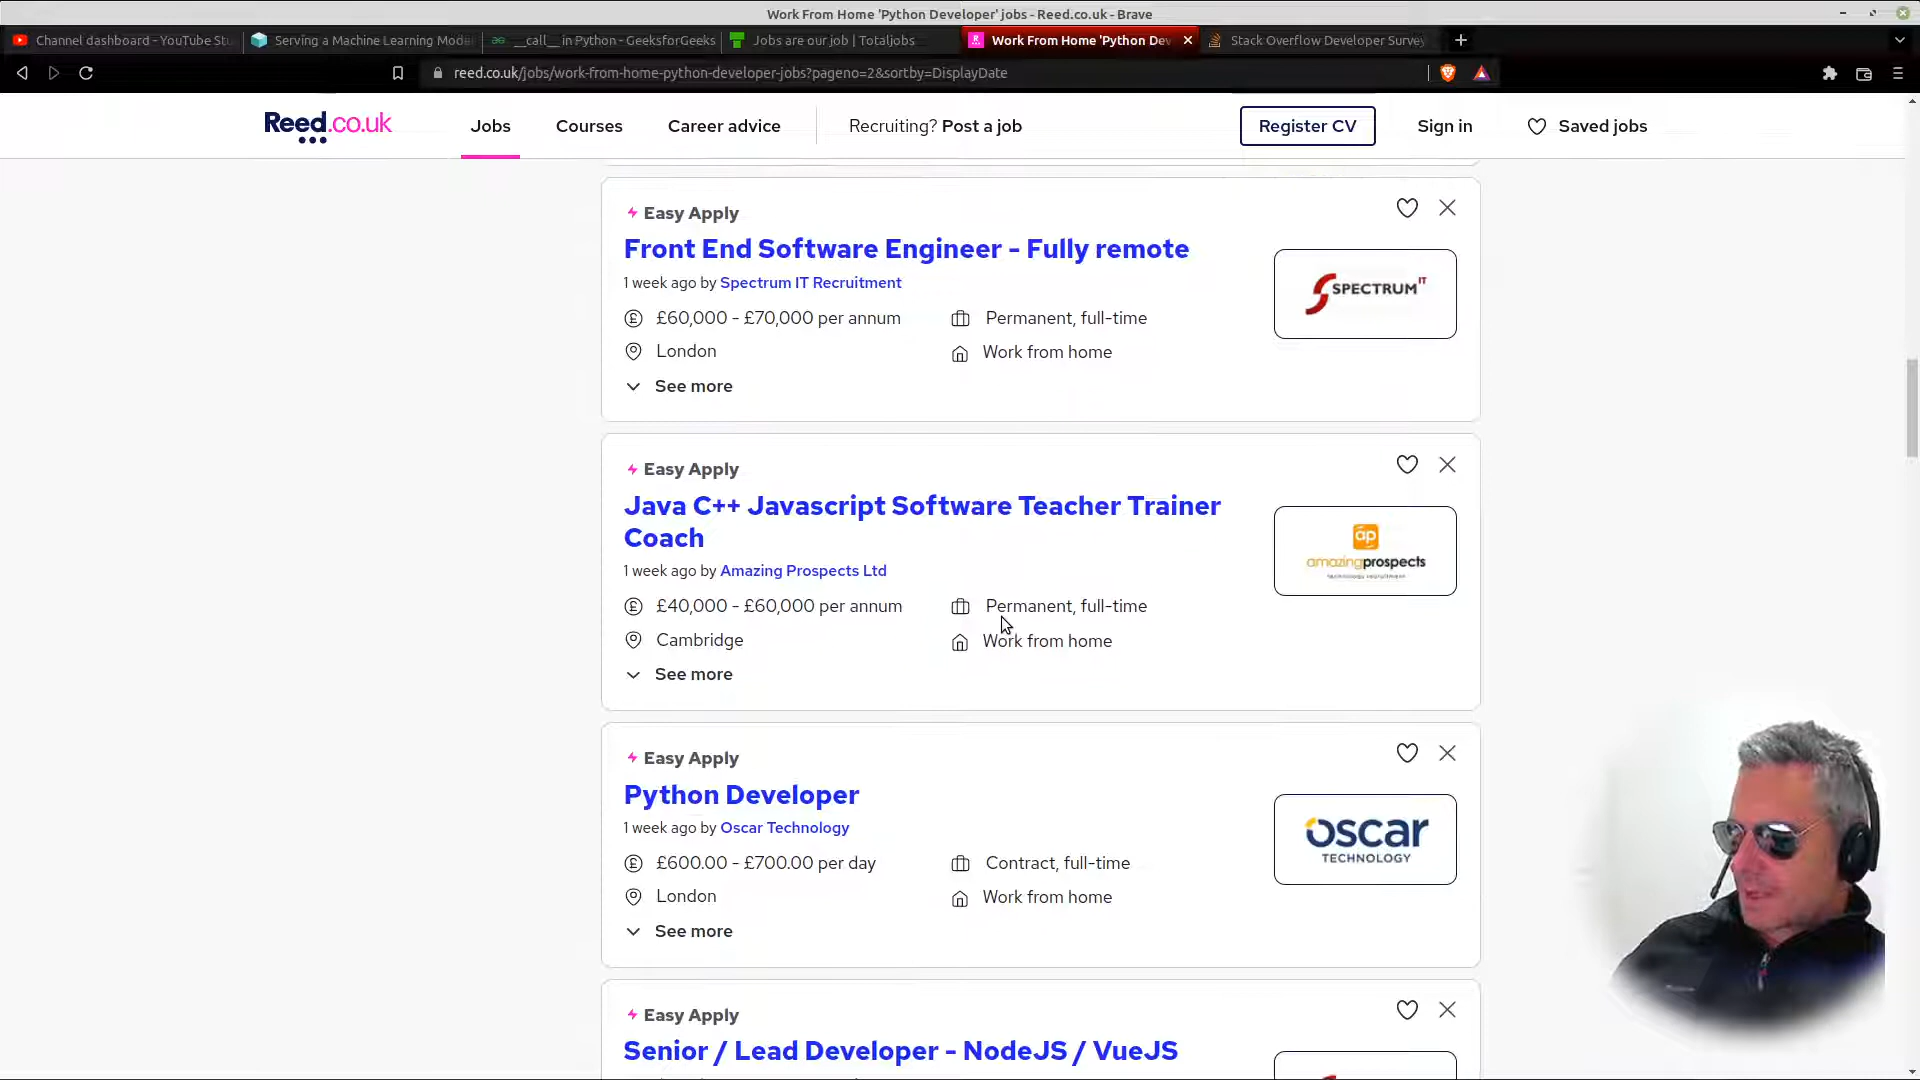 Work From Home 'Python Developer' jobs - Reed.co.uk - Brave
Channel dashboard - YouTube Stu
Serving a Machine Learning Mode
__call__ in Python - GeeksforGeeks
Jobs are our job | Totaljobs
Work From Home 'Python Dev
Stack Overflow Developer Survey
reed.co.uk/jobs/work-from-home-python-developer-jobs?pageno=2&sortby=DisplayDate
Reed.co.uk
Jobs
Courses
Career advice
Recruiting? Post a job
Register CV
Sign in
Saved jobs
Easy Apply
Front End Software Engineer - Fully remote
1 week ago by Spectrum IT Recruitment
£60,000 - £70,000 per annum
Permanent, full-time
London
Work from home
See more
SPECTRUM IT
Easy Apply
Java C++ Javascript Software Teacher Trainer
Coach
1 week ago by Amazing Prospects Ltd
£40,000 - £60,000 per annum
Permanent, full-time
Cambridge
Work from home
See more
ap
amazingprospects
technology recruitment
Easy Apply
Python Developer
1 week ago by Oscar Technology
£600.00 - £700.00 per day
Contract, full-time
London
Work from home
See more
oscar
TECHNOLOGY
Easy Apply
Senior / Lead Developer - NodeJS / VueJS